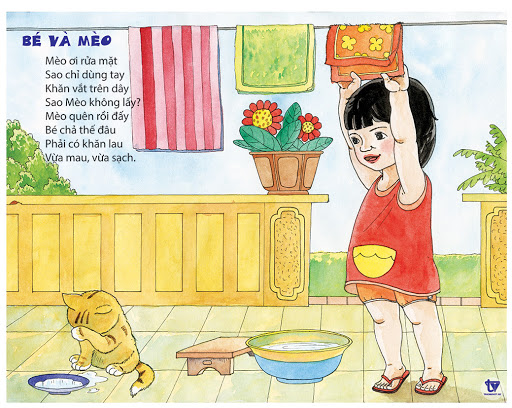 BÉ VÀ MÈO
Mèo ơi rửa mặt
Sao chỉ dùng tay
Khăn vắt trên dây
Sao Mèo không lấy?
Mèo quên rồi đấy
Bé chả thế đâu
Phải có khăn lau
Vừa mau, vừa sạch.